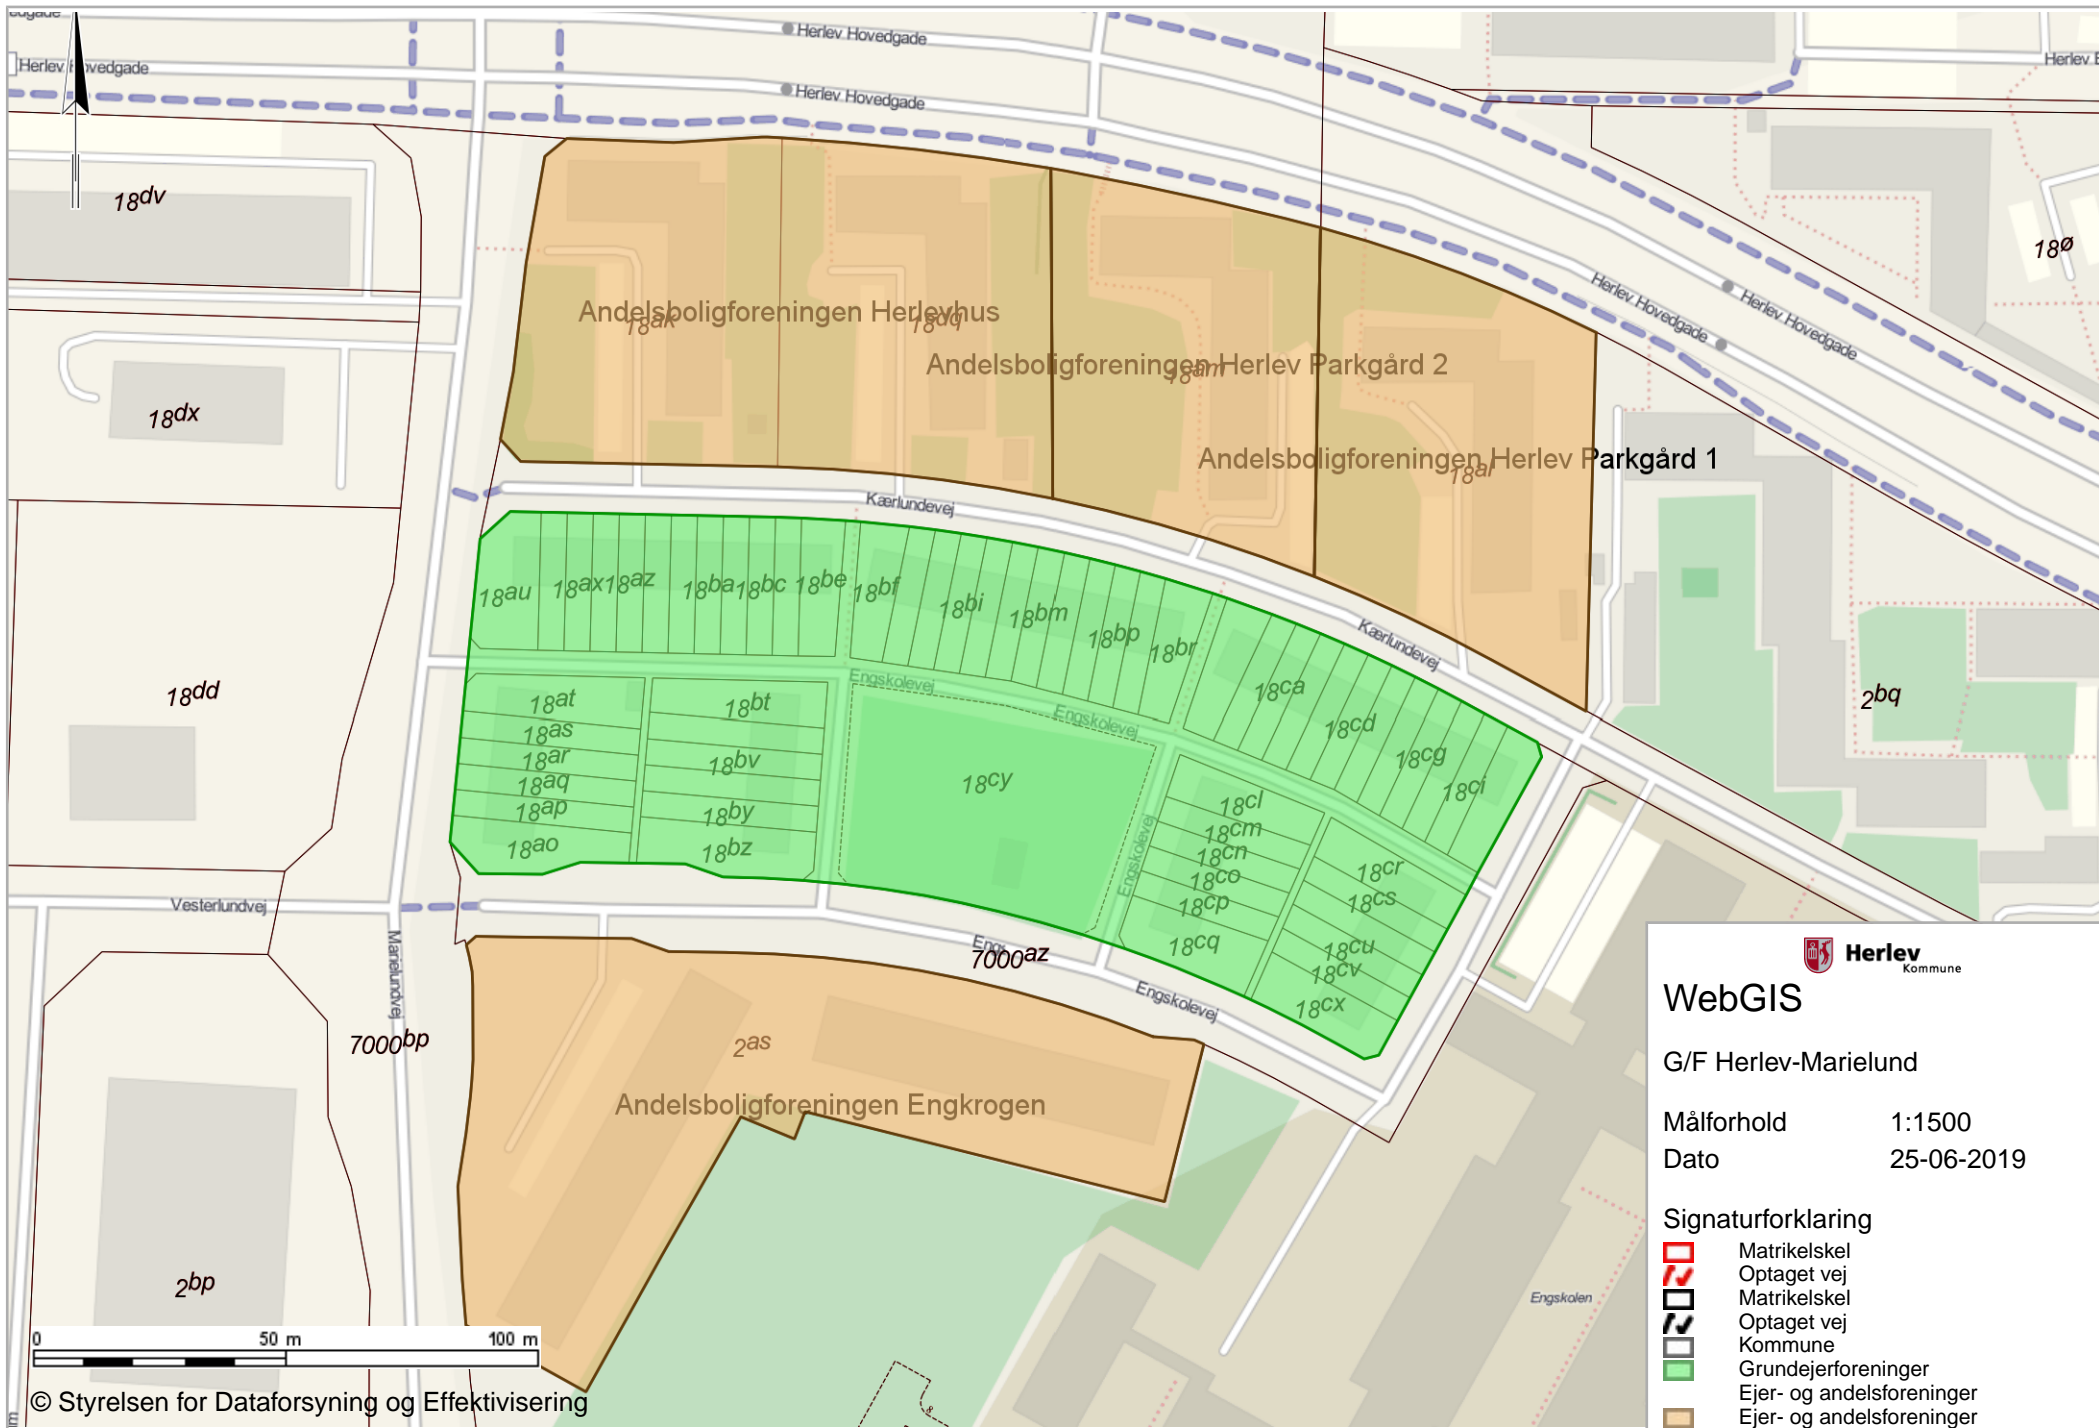 Herlev Hovedgade
Herlev Hovedgade
Herlev Hovedgade
18dv
18ø
Herlev Hovedgade
Herlev Hovedgade
Andelsboligforeningen Herlevhus
18ak
18dq
Andelsboligforeningen Herlev Parkgård 2
18am
18dx
Andelsboligforeningen Herlev Parkgård 1
18al
Kærlundevej
18au
18ax
18az
18ba
18bc
18be
18bf
18bi
18bm
18bp
18br
Kærlundevej
18dd
Engskolevej
Engskolevej
18ca
18cd
18cg
18ci
2bq
18at
18as
18ar
18aq
18ap
18ao
18bt
18bv
18by
18bz
18cy
Engskolevej
18cl
18cm
18cn
18co
18cp
18cq
18cr
18cs
18cu
18cv
18cx
Vesterlundvej
Marielundvej
7000az
Engskolevej
7000bp
2as
Andelsboligforeningen Engkrogen
2bp
Engskolen
0 50 m 100 m
© Styrelsen for Dataforsyning og Effektivisering
Herlev
Kommune
WebGIS
G/F Herlev-Marielund
Målforhold 1:1500
Dato 25-06-2019
Signaturforklaring
Matrikelskel
Optaget vej
Matrikelskel
Optaget vej
Kommune
Grundejerforeninger
Ejer- og andelsforeninger
Ejer- og andelsforeninger